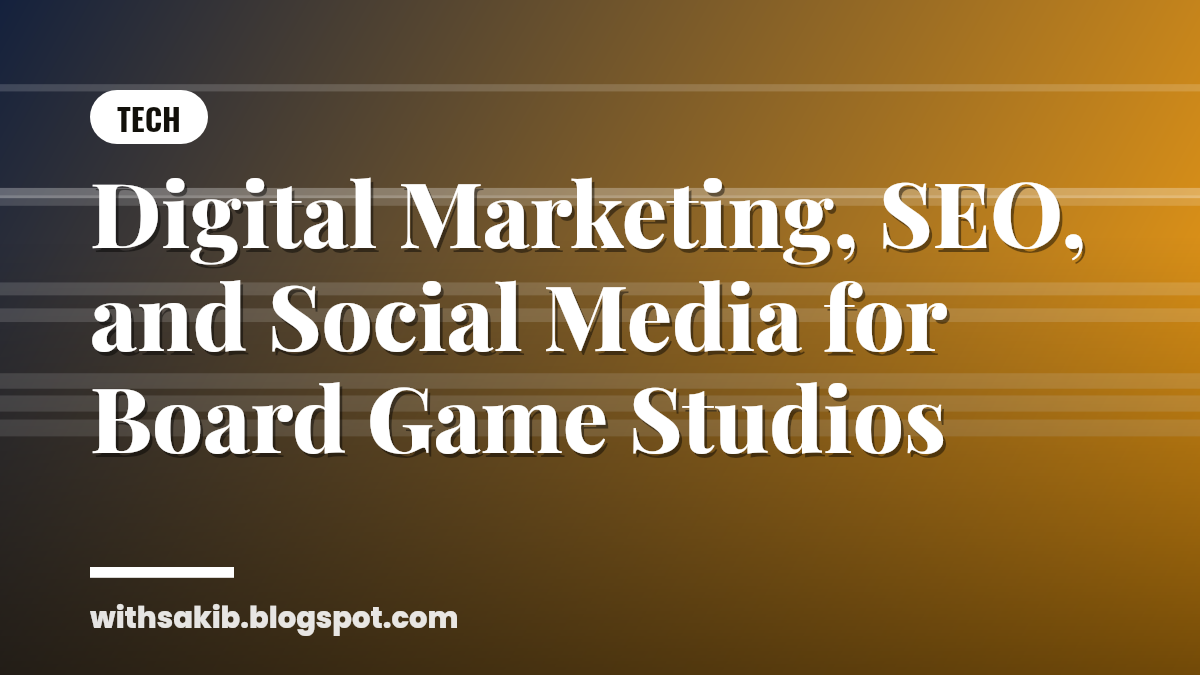 TECH
Digital Marketing, SEO,
and Social Media for
Board Game Studios
withsakib.blogspot.com